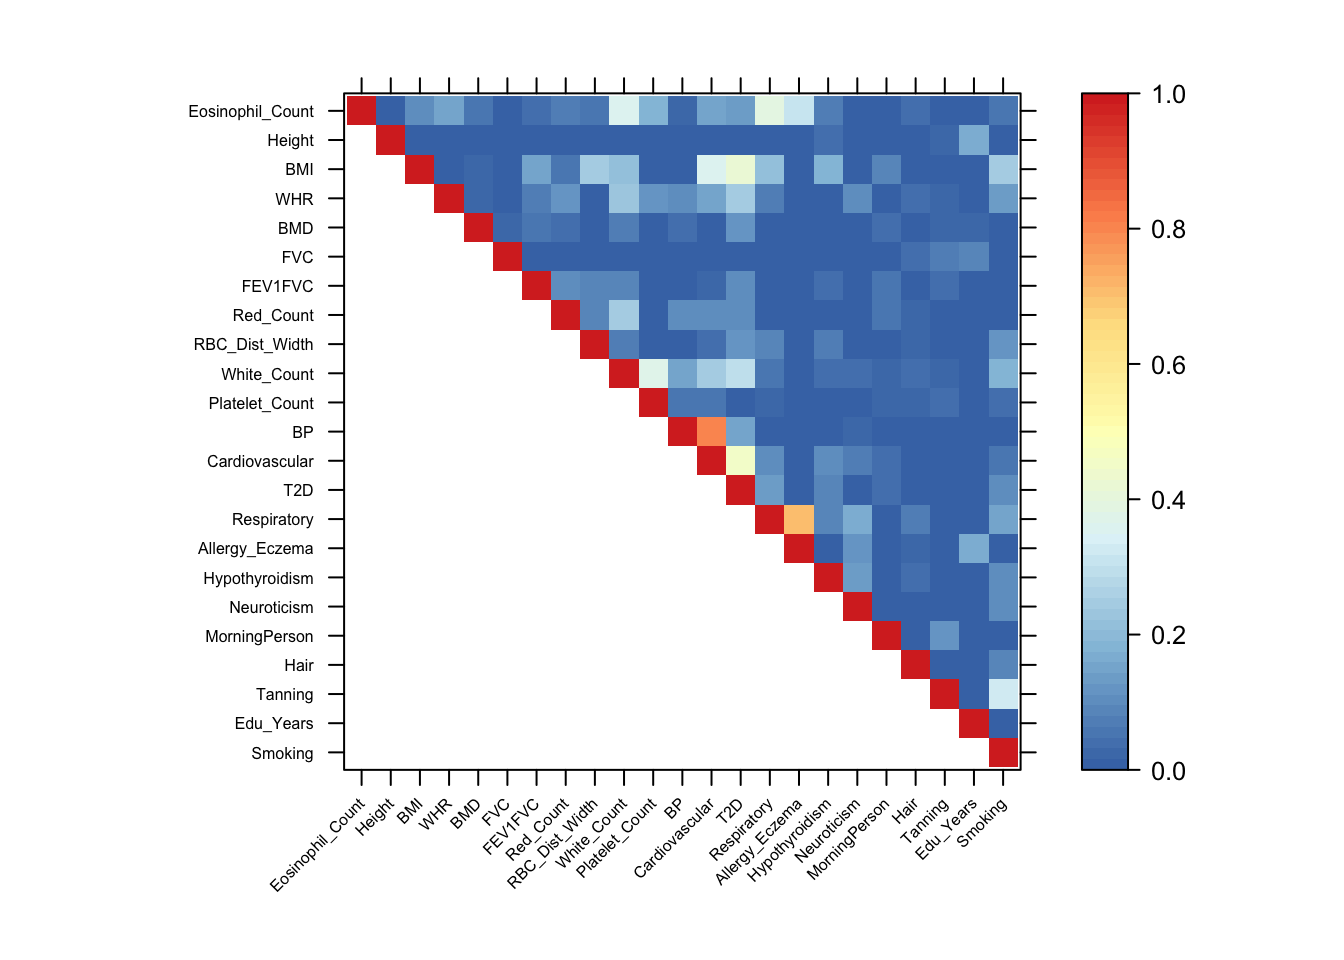 Eosinophil_Count
Height
BMI
WHR
BMD
FVC
FEV1FVC
Red_Count
RBC_Dist_Width
White_Count
Platelet_Count
BP
Cardiovascular
T2D
Respiratory
Allergy_Eczema
Hypothyroidism
Neuroticism
MorningPerson
Hair
Tanning
Edu_Years
Smoking
Eosinophil_Count
Height
BMI
WHR
BMD
FVC
FEV1FVC
Red_Count
RBC_Dist_Width
White_Count
Platelet_Count
BP
Cardiovascular
T2D
Respiratory
Allergy_Eczema
Hypothyroidism
Neuroticism
MorningPerson
Hair
Tanning
Edu_Years
Smoking
1.0
0.8
0.6
0.4
0.2
0.0